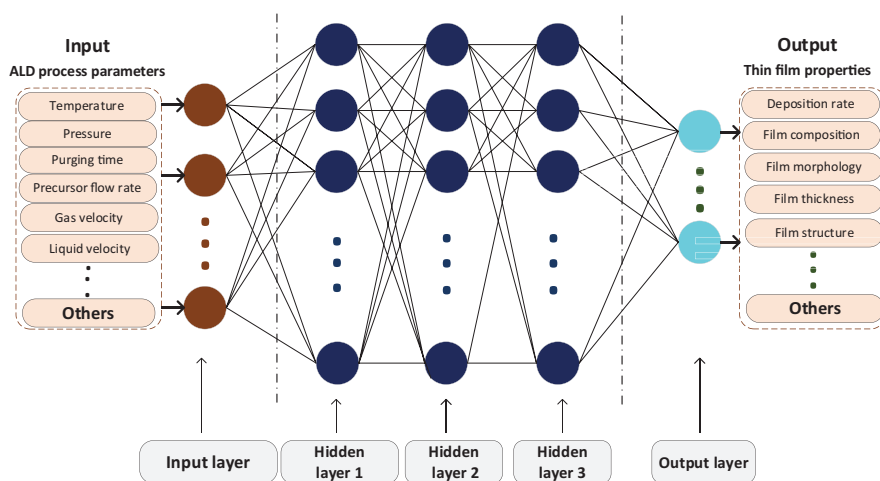 Input
ALD process parameters
Temperature
Pressure
Purging time
Precursor flow rate
Gas velocity
Liquid velocity
Others
Output
Thin film properties
Deposition rate
Film composition
Film morphology
Film thickness
Film structure
Others
Input layer
Hidden
layer 1
Hidden
layer 2
Hidden
layer 3
Output layer